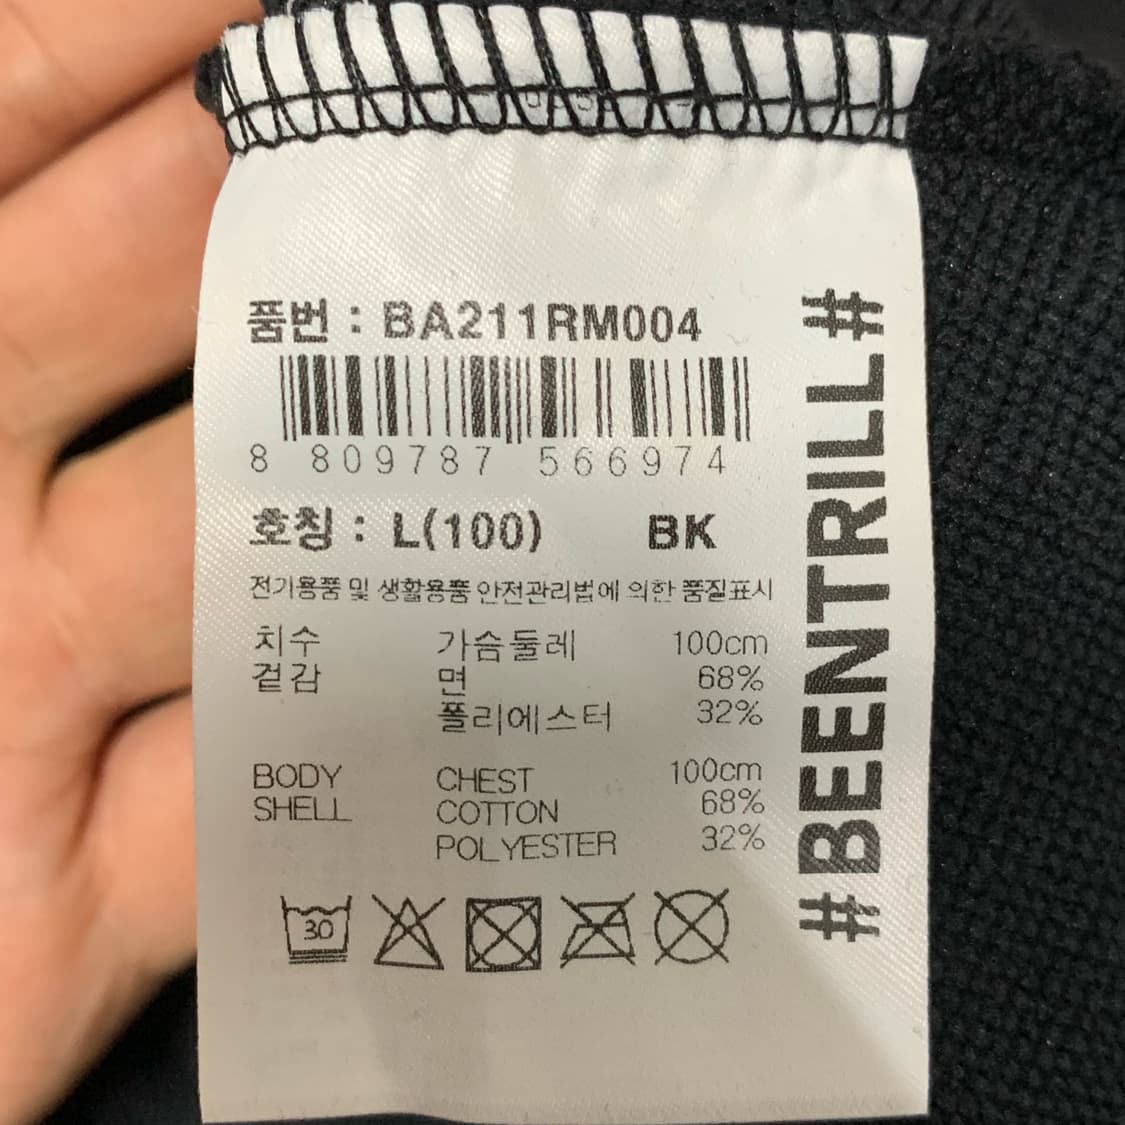 품번 : BA211RM004
8 809787 566974
호칭 : L(100) BK
전기용품 및 생활용품 안전관리법에 의한 품질표시
치수 가슴둘레 100cm
겉감 면 68%
폴리에스터 32%
BODY CHEST 100cm
SHELL COTTON 68%
POLYESTER 32%
30
#BEENTRILL#